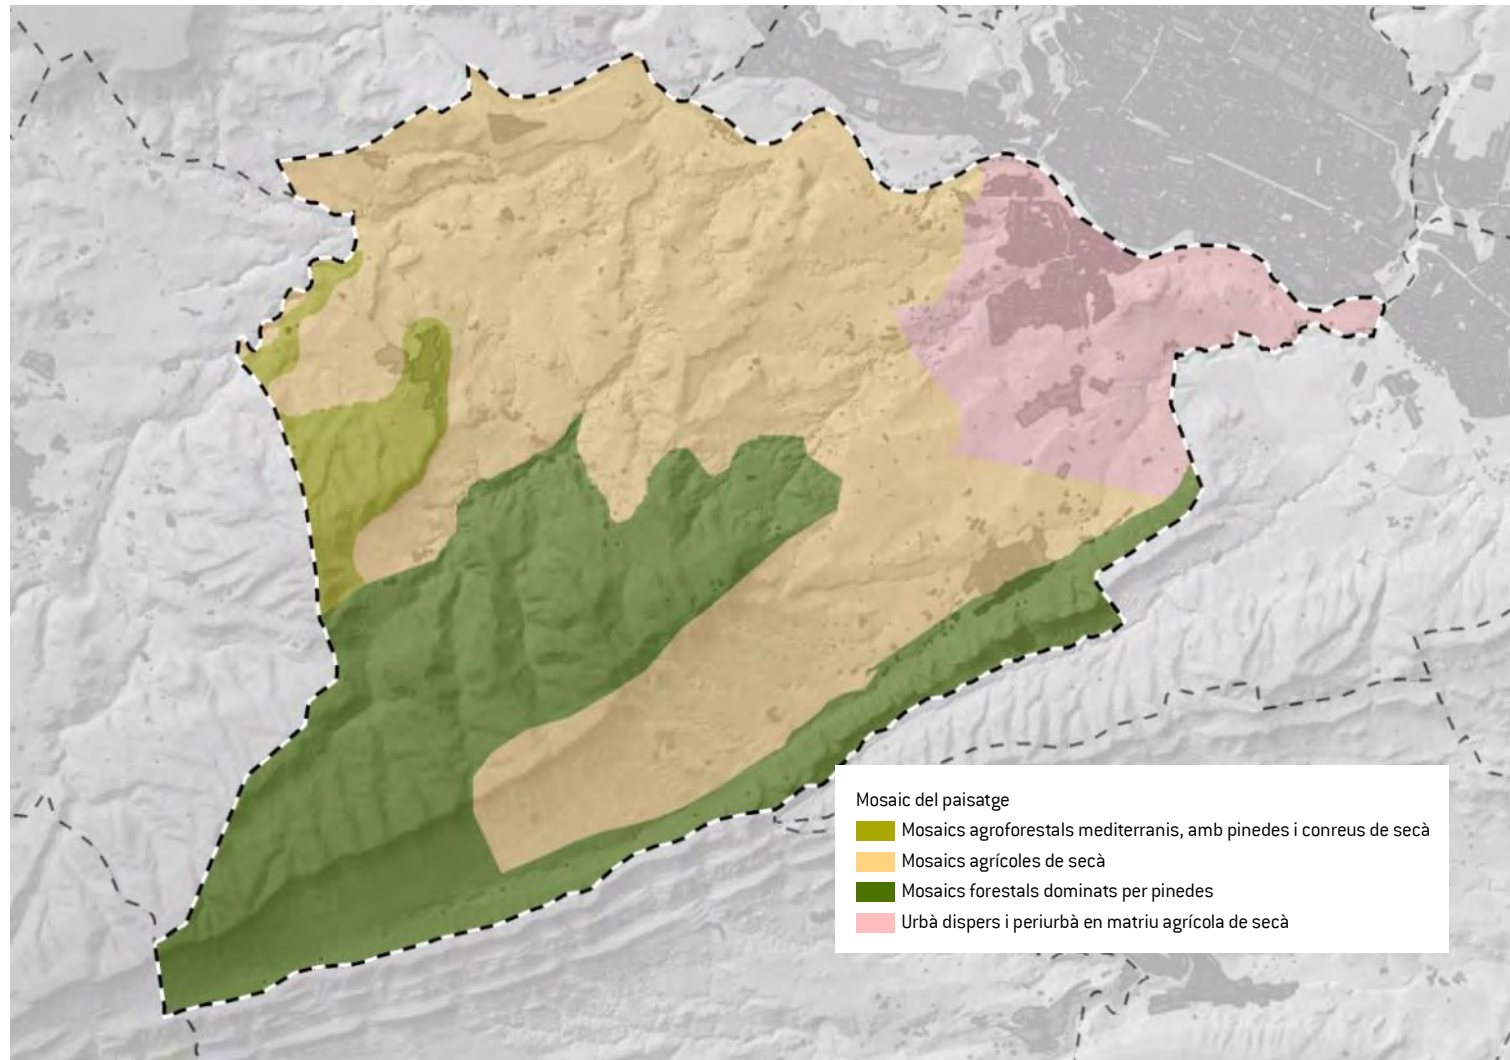 Mosaic del paisatge
Mosaics agroforestals mediterranis, amb pinedes i conreus de secà
Mosaics agrícoles de secà
Mosaics forestals dominats per pinedes
Urbà dispers i periurbà en matriu agrícola de secà